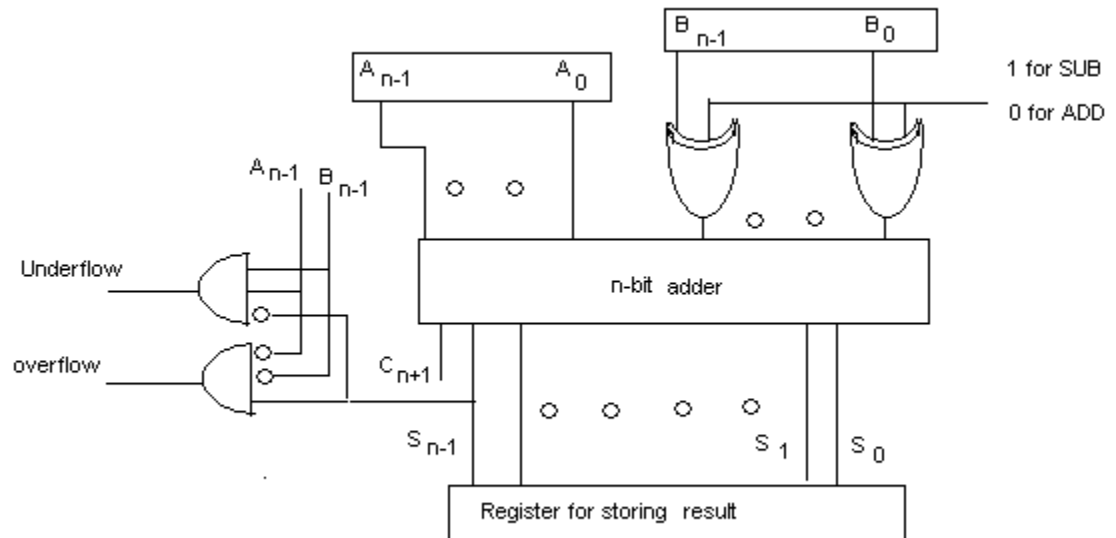 B n-1 B 0
A n-1 A 0
1 for SUB
0 for ADD
A n-1 B n-1
Underflow
n-bit adder
overflow
C n+1
S n-1 S 1 S 0
Register for storing result